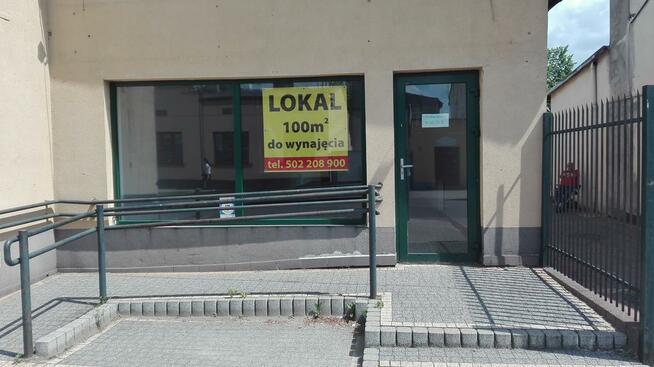 LOKAL
100m²
do wynajęcia
tel. 502 208 900